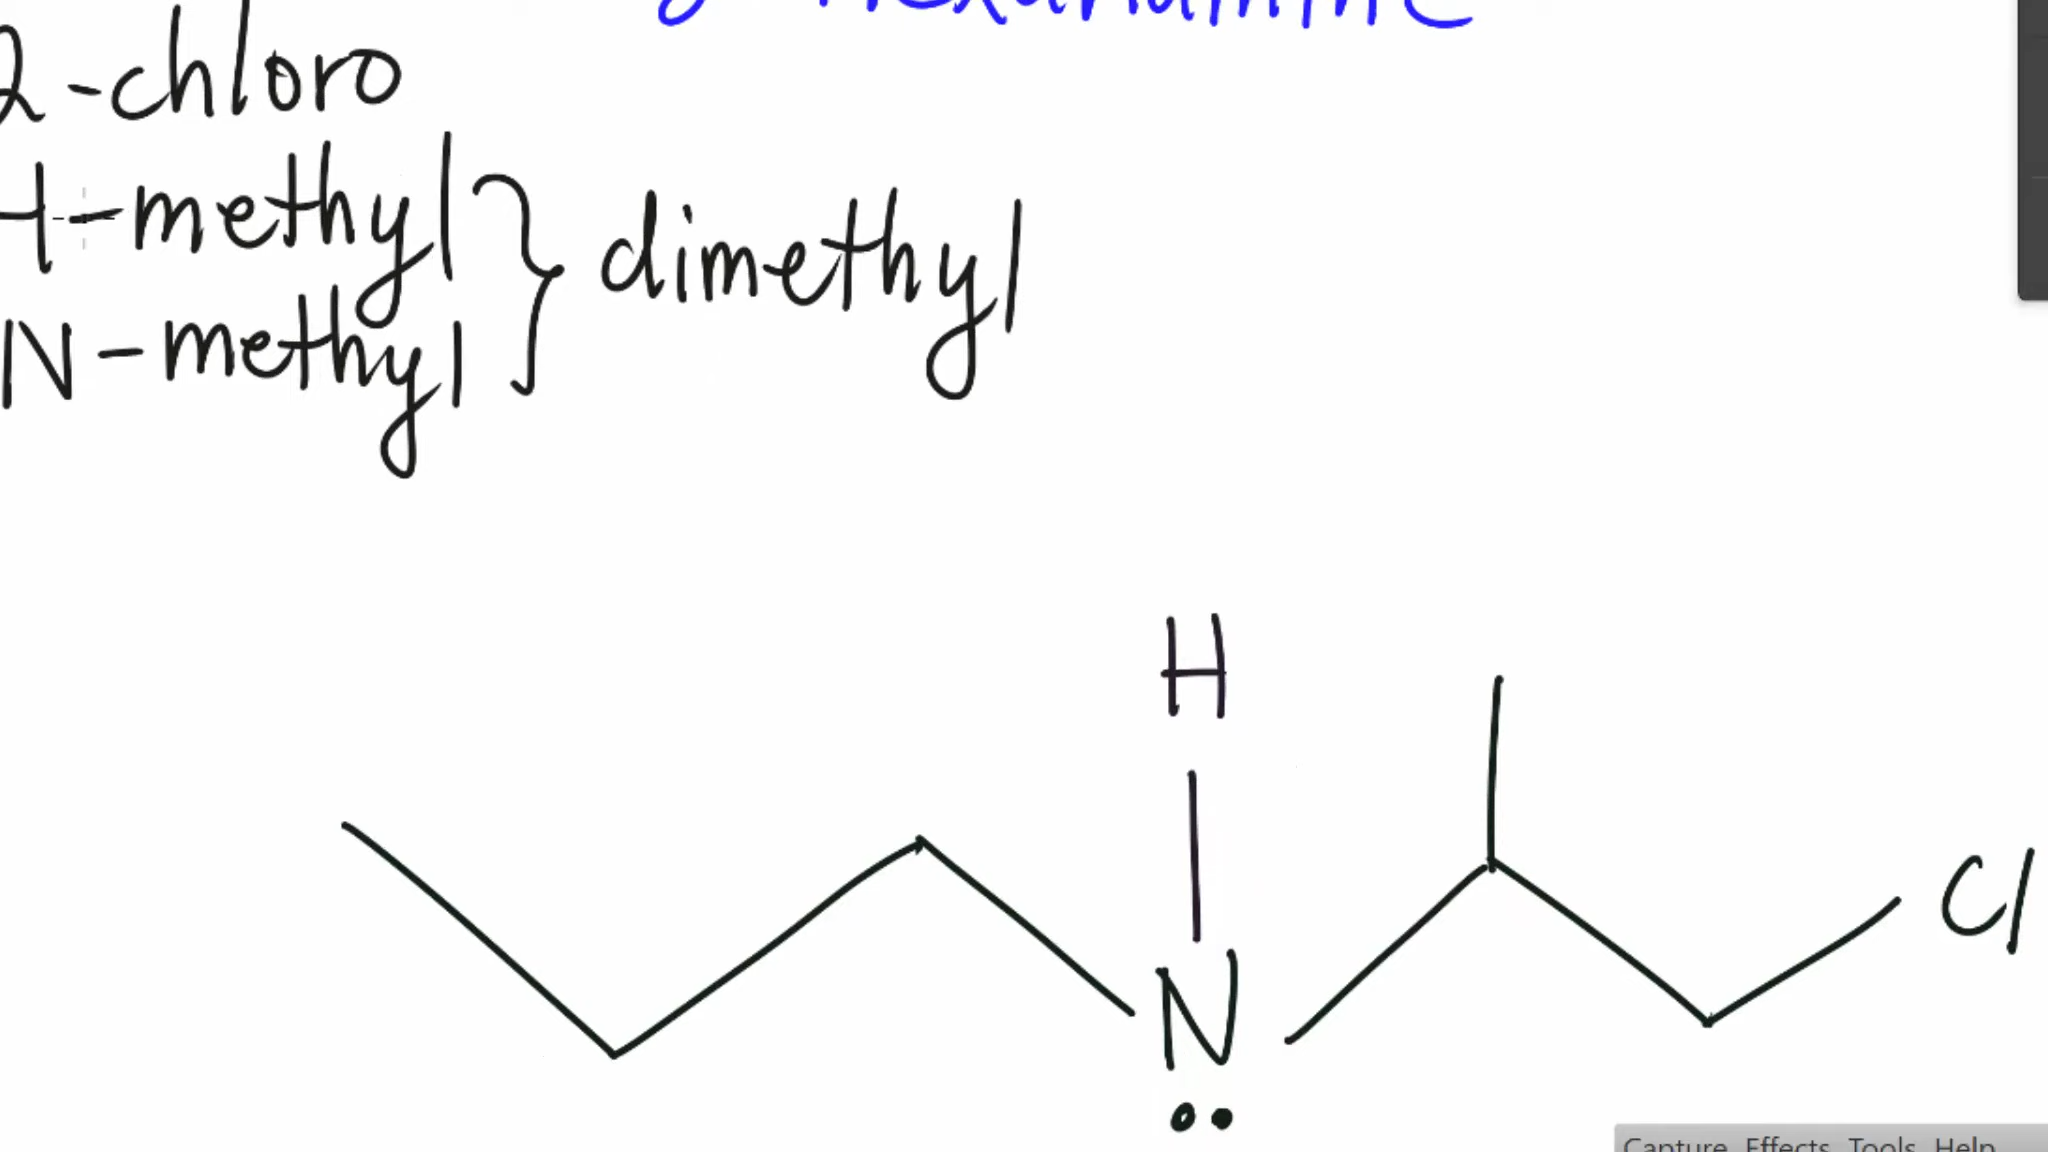 2-chloro
4-methyl
dimethyl
N-methyl
H
Cl
N
Capture Effects Tools Help